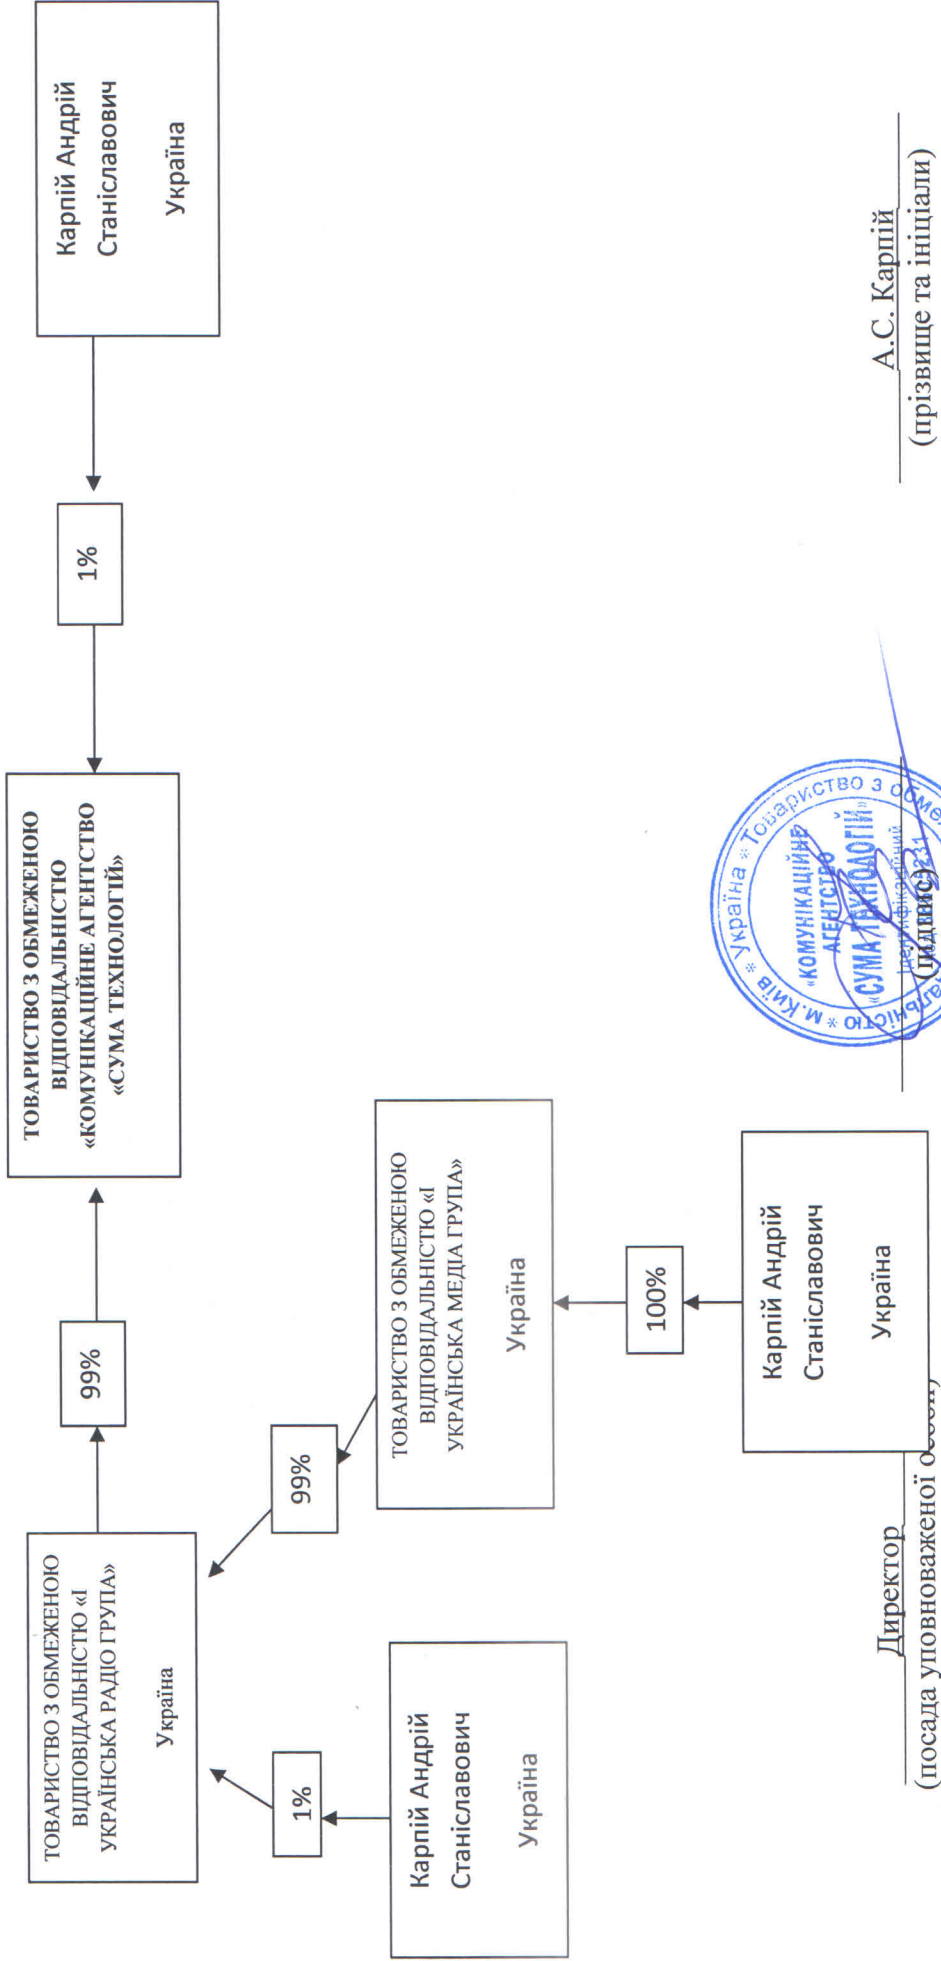 ТОВАРИСТВО З ОБМЕЖЕНОЮ
ВІДПОВІДАЛЬНІСТЮ «І
УКРАЇНСЬКА РАДІО ГРУПА»
Україна
99%
ТОВАРИСТВО З ОБМЕЖЕНОЮ
ВІДПОВІДАЛЬНІСТЮ
«КОМУНІКАЦІЙНЕ АГЕНТСТВО
«СУМА ТЕХНОЛОГІЙ»
1%
Карпій Андрій
Станіславович
Україна
1%
Карпій Андрій
Станіславович
Україна
99%
ТОВАРИСТВО З ОБМЕЖЕНОЮ
ВІДПОВІДАЛЬНІСТЮ «І
УКРАЇНСЬКА МЕДІА ГРУПА»
Україна
100%
Карпій Андрій
Станіславович
Україна
Директор
(посада уповноваженої особи)
м.Київ * Україна * Товариство з
«КОМУНІКАЦІЙНЕ
АГЕНТСТВО
«СУМА ТЕХНОЛОГІЙ»
Ідентифікаційний
(підпис)
А.С. Карпій
(прізвище та ініціали)